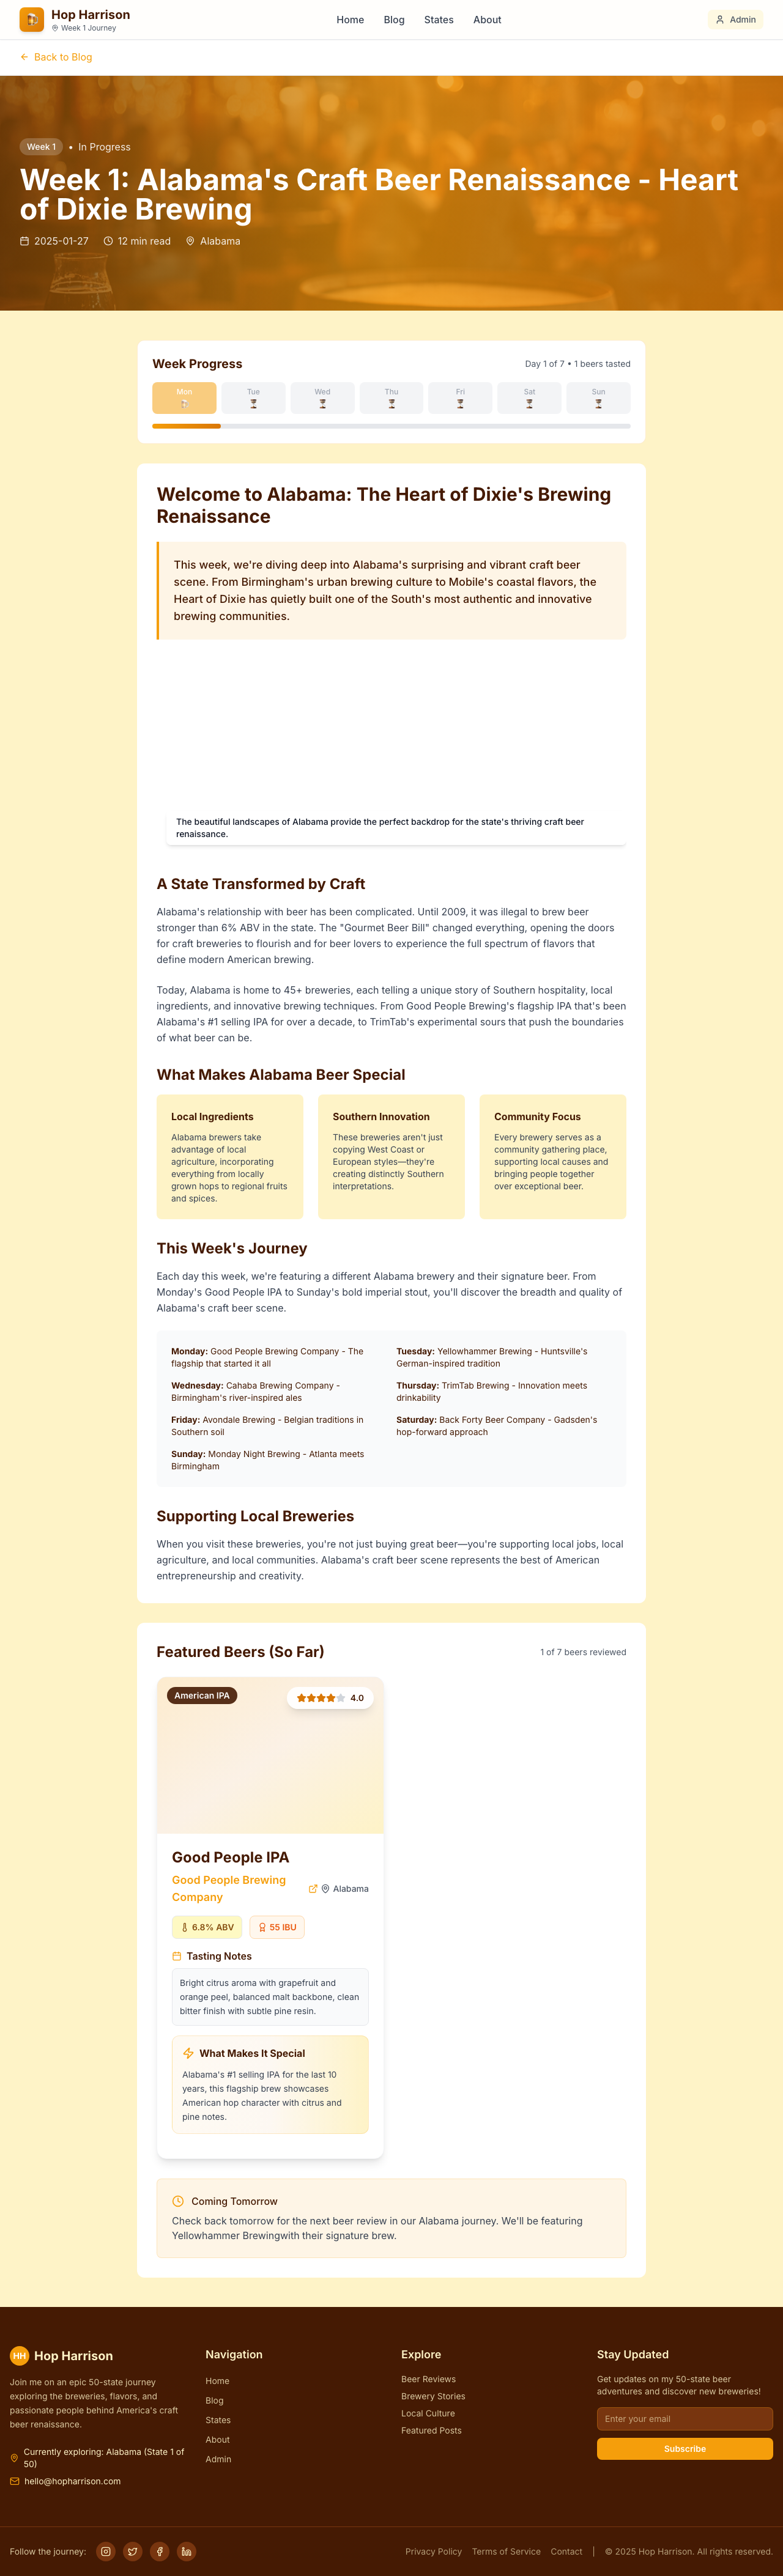 Hop Harrison
Week 1 Journey
Home
Blog
States
About
Admin
Back to Blog
Week 1
• In Progress
Week 1: Alabama's Craft Beer Renaissance - Heart
of Dixie Brewing
2025-01-27
12 min read
Alabama
Week Progress
Day 1 of 7 • 1 beers tasted
Mon
Tue
Wed
Thu
Fri
Sat
Sun
Welcome to Alabama: The Heart of Dixie's Brewing
Renaissance
This week, we're diving deep into Alabama's surprising and vibrant craft beer
scene. From Birmingham's urban brewing culture to Mobile's coastal flavors, the
Heart of Dixie has quietly built one of the South's most authentic and innovative
brewing communities.
The beautiful landscapes of Alabama provide the perfect backdrop for the state's thriving craft beer
renaissance.
A State Transformed by Craft
Alabama's relationship with beer has been complicated. Until 2009, it was illegal to brew beer
stronger than 6% ABV in the state. The "Gourmet Beer Bill" changed everything, opening the doors
for craft breweries to flourish and for beer lovers to experience the full spectrum of flavors that
define modern American brewing.
Today, Alabama is home to 45+ breweries, each telling a unique story of Southern hospitality, local
ingredients, and innovative brewing techniques. From Good People Brewing's flagship IPA that's been
Alabama's #1 selling IPA for over a decade, to TrimTab's experimental sours that push the boundaries
of what beer can be.
What Makes Alabama Beer Special
Local Ingredients
Alabama brewers take
advantage of local
agriculture, incorporating
everything from locally
grown hops to regional fruits
and spices.
Southern Innovation
These breweries aren't just
copying West Coast or
European styles—they're
creating distinctly Southern
interpretations.
Community Focus
Every brewery serves as a
community gathering place,
supporting local causes and
bringing people together
over exceptional beer.
This Week's Journey
Each day this week, we're featuring a different Alabama brewery and their signature beer. From
Monday's Good People IPA to Sunday's bold imperial stout, you'll discover the breadth and quality of
Alabama's craft beer scene.
Monday: Good People Brewing Company - The
flagship that started it all
Tuesday: Yellowhammer Brewing - Huntsville's
German-inspired tradition
Wednesday: Cahaba Brewing Company -
Birmingham's river-inspired ales
Thursday: TrimTab Brewing - Innovation meets
drinkability
Friday: Avondale Brewing - Belgian traditions in
Southern soil
Saturday: Back Forty Beer Company - Gadsden's
hop-forward approach
Sunday: Monday Night Brewing - Atlanta meets
Birmingham
Supporting Local Breweries
When you visit these breweries, you're not just buying great beer—you're supporting local jobs, local
agriculture, and local communities. Alabama's craft beer scene represents the best of American
entrepreneurship and creativity.
Featured Beers (So Far)
1 of 7 beers reviewed
American IPA
4.0
Good People IPA
Good People Brewing
Company
Alabama
6.8% ABV
55 IBU
Tasting Notes
Bright citrus aroma with grapefruit and
orange peel, balanced malt backbone, clean
bitter finish with subtle pine resin.
What Makes It Special
Alabama's #1 selling IPA for the last 10
years, this flagship brew showcases
American hop character with citrus and
pine notes.
Coming Tomorrow
Check back tomorrow for the next beer review in our Alabama journey. We'll be featuring
Yellowhammer Brewingwith their signature brew.
HH
Hop Harrison
Join me on an epic 50-state journey
exploring the breweries, flavors, and
passionate people behind America's craft
beer renaissance.
Currently exploring: Alabama (State 1 of
50)
hello@hopharrison.com
Navigation
Home
Blog
States
About
Admin
Explore
Beer Reviews
Brewery Stories
Local Culture
Featured Posts
Stay Updated
Get updates on my 50-state beer
adventures and discover new breweries!
Enter your email
Subscribe
Follow the journey:
Privacy Policy
Terms of Service
Contact
|
© 2025 Hop Harrison. All rights reserved.